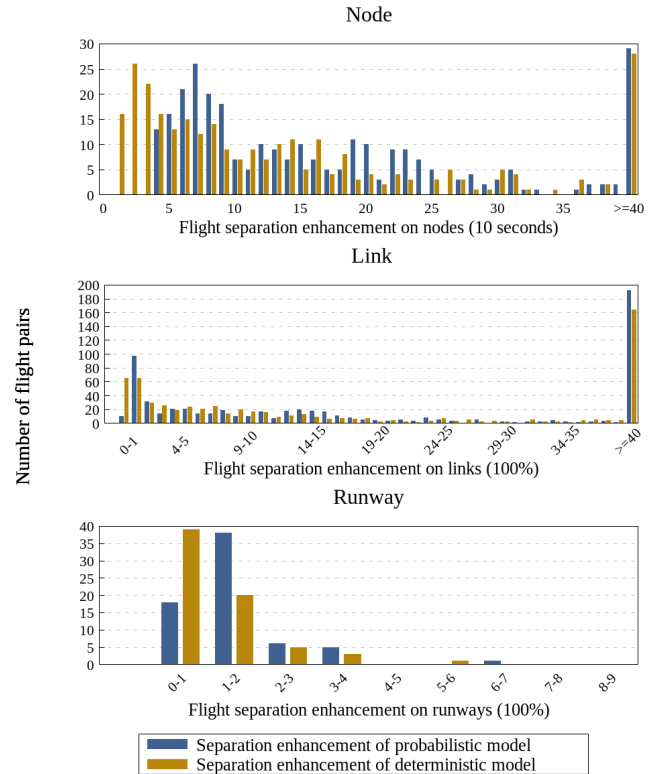 Node
30
25
20
15
10
5
0
0 5 10 15 20 25 30 35 >=40
Flight separation enhancement on nodes (10 seconds)
Link
Number of flight pairs
200
180
160
140
120
100
80
60
40
20
0
0-1 4-5 9-10 14-15 19-20 24-25 29-30 34-35 >=40
Flight separation enhancement on links (100%)
Runway
40
35
30
25
20
15
10
5
0
0-1 1-2 2-3 3-4 4-5 5-6 6-7 7-8 8-9
Flight separation enhancement on runways (100%)
Separation enhancement of probabilistic model
Separation enhancement of deterministic model